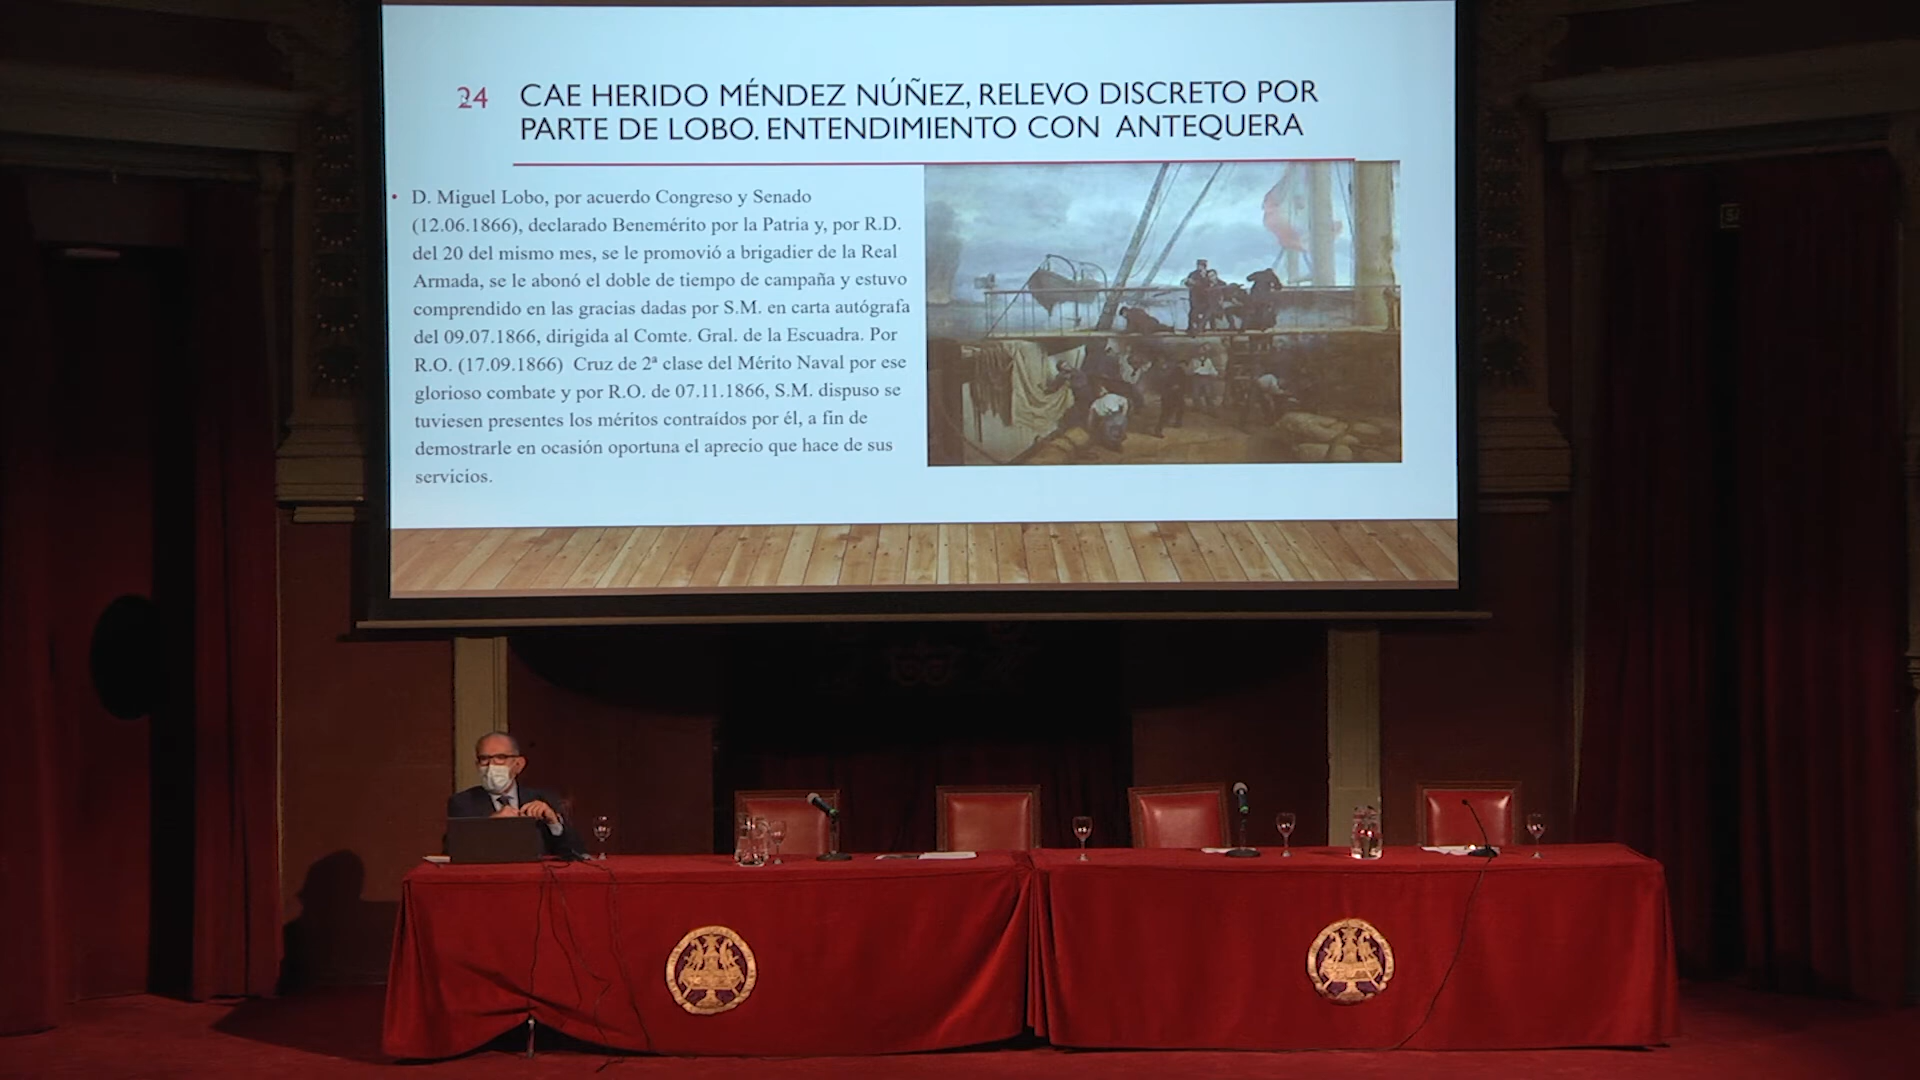 24
CAE HERIDO MÉNDEZ NÚÑEZ, RELEVO DISCRETO POR
PARTE DE LOBO. ENTENDIMIENTO CON ANTEQUERA
• D. Miguel Lobo, por acuerdo Congreso y Senado
(12.06.1866), declarado Benemérito por la Patria y, por R.D.
del 20 del mismo mes, se le promovió a brigadier de la Real
Armada, se le abonó el doble de tiempo de campaña y estuvo
comprendido en las gracias dadas por S.M. en carta autógrafa
del 09.07.1866, dirigida al Comte. Gral. de la Escuadra. Por
R.O. (17.09.1866) Cruz de 2ª clase del Mérito Naval por ese
glorioso combate y por R.O. de 07.11.1866, S.M. dispuso se
tuviesen presentes los méritos contraídos por él, a fin de
demostrarle en ocasión oportuna el aprecio que hace de sus
servicios.